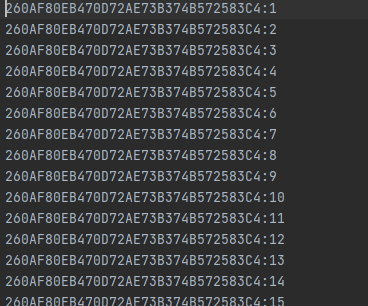 260AF80EB470D72AE73B374B572583C4:1
260AF80EB470D72AE73B374B572583C4:2
260AF80EB470D72AE73B374B572583C4:3
260AF80EB470D72AE73B374B572583C4:4
260AF80EB470D72AE73B374B572583C4:5
260AF80EB470D72AE73B374B572583C4:6
260AF80EB470D72AE73B374B572583C4:7
260AF80EB470D72AE73B374B572583C4:8
260AF80EB470D72AE73B374B572583C4:9
260AF80EB470D72AE73B374B572583C4:10
260AF80EB470D72AE73B374B572583C4:11
260AF80EB470D72AE73B374B572583C4:12
260AF80EB470D72AE73B374B572583C4:13
260AF80EB470D72AE73B374B572583C4:14
260AF80EB470D72AE73B374B572583C4:15